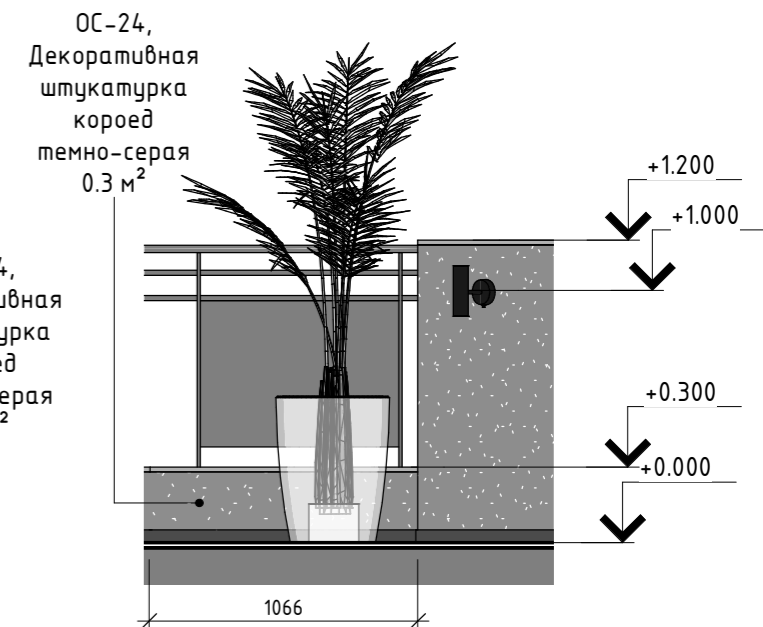 ОС-24,
Декоративная
штукатурка
короед
темно-серая
0.3 м²
+1.200
+1.000
+0.300
+0.000
1066